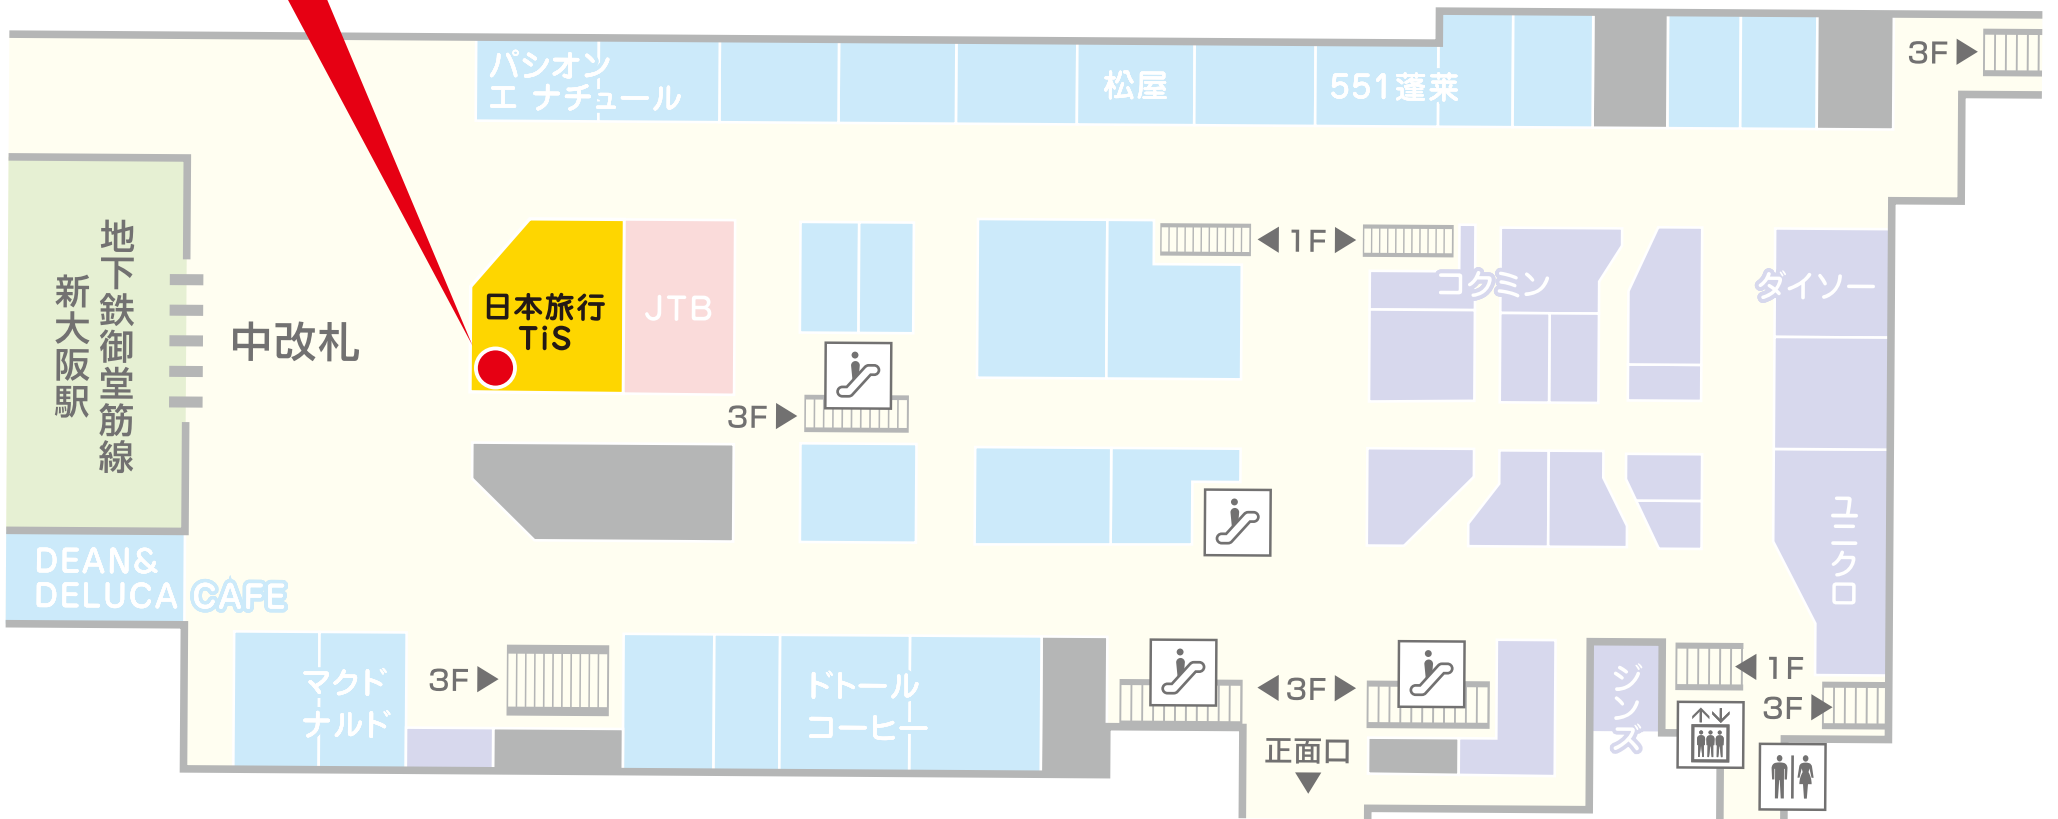 パシオン
エ ナチュール
松屋
551蓬莱
3F
地下鉄御堂筋線
新大阪駅
中改札
日本旅行
TiS
JTB
1F
コクミン
ダイソー
3F
ユニクロ
DEAN&
DELUCA CAFE
マクド
ナルド
3F
ドトール
コーヒー
3F
正面口
ジンズ
1F
3F